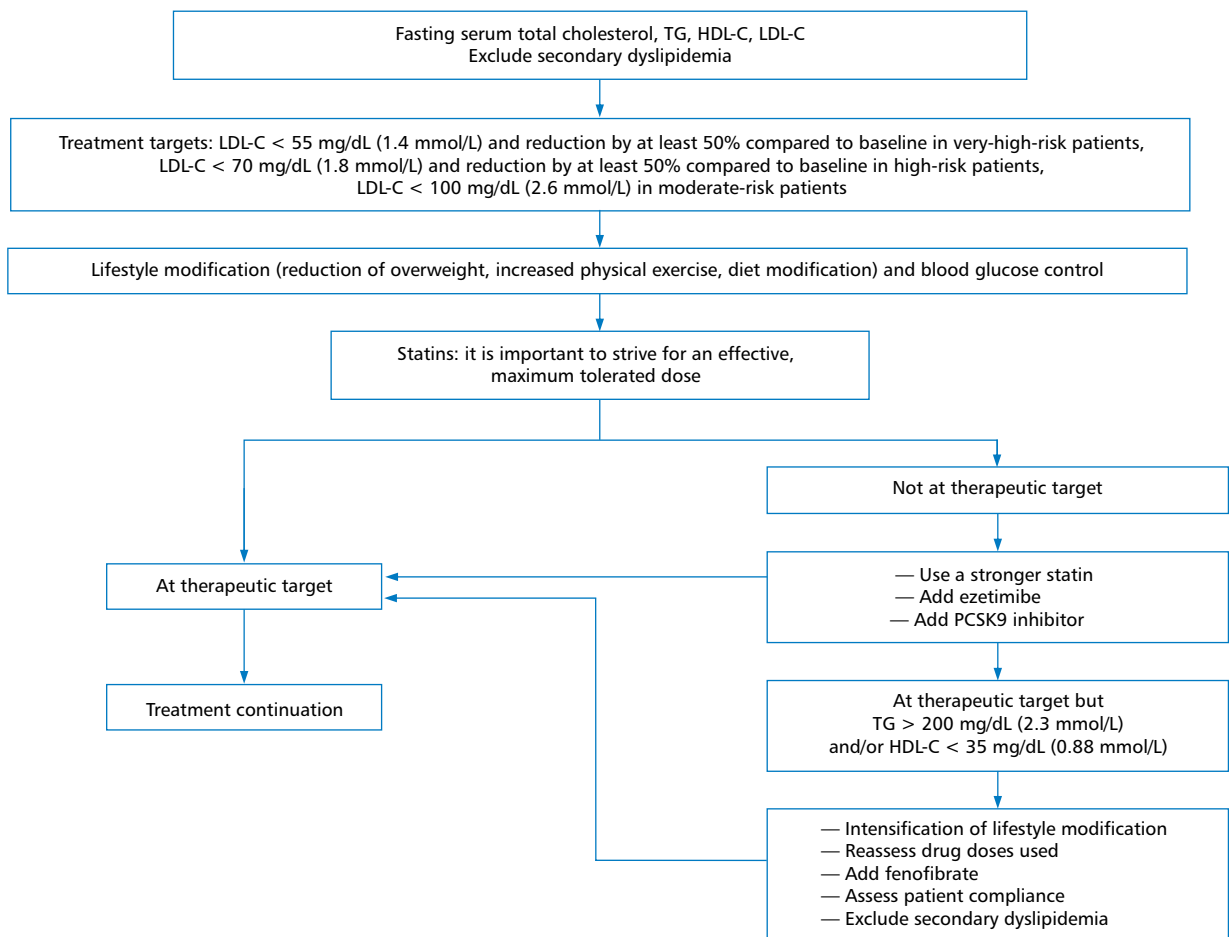 Fasting serum total cholesterol, TG, HDL-C, LDL-C
Exclude secondary dyslipidemia
Treatment targets: LDL-C < 55 mg/dL (1.4 mmol/L) and reduction by at least 50% compared to baseline in very-high-risk patients,
LDL-C < 70 mg/dL (1.8 mmol/L) and reduction by at least 50% compared to baseline in high-risk patients,
LDL-C < 100 mg/dL (2.6 mmol/L) in moderate-risk patients
Lifestyle modification (reduction of overweight, increased physical exercise, diet modification) and blood glucose control
Statins: it is important to strive for an effective,
maximum tolerated dose
Not at therapeutic target
At therapeutic target
— Use a stronger statin
— Add ezetimibe
— Add PCSK9 inhibitor
Treatment continuation
At therapeutic target but
TG > 200 mg/dL (2.3 mmol/L)
and/or HDL-C < 35 mg/dL (0.88 mmol/L)
— Intensification of lifestyle modification
— Reassess drug doses used
— Add fenofibrate
— Assess patient compliance
— Exclude secondary dyslipidemia